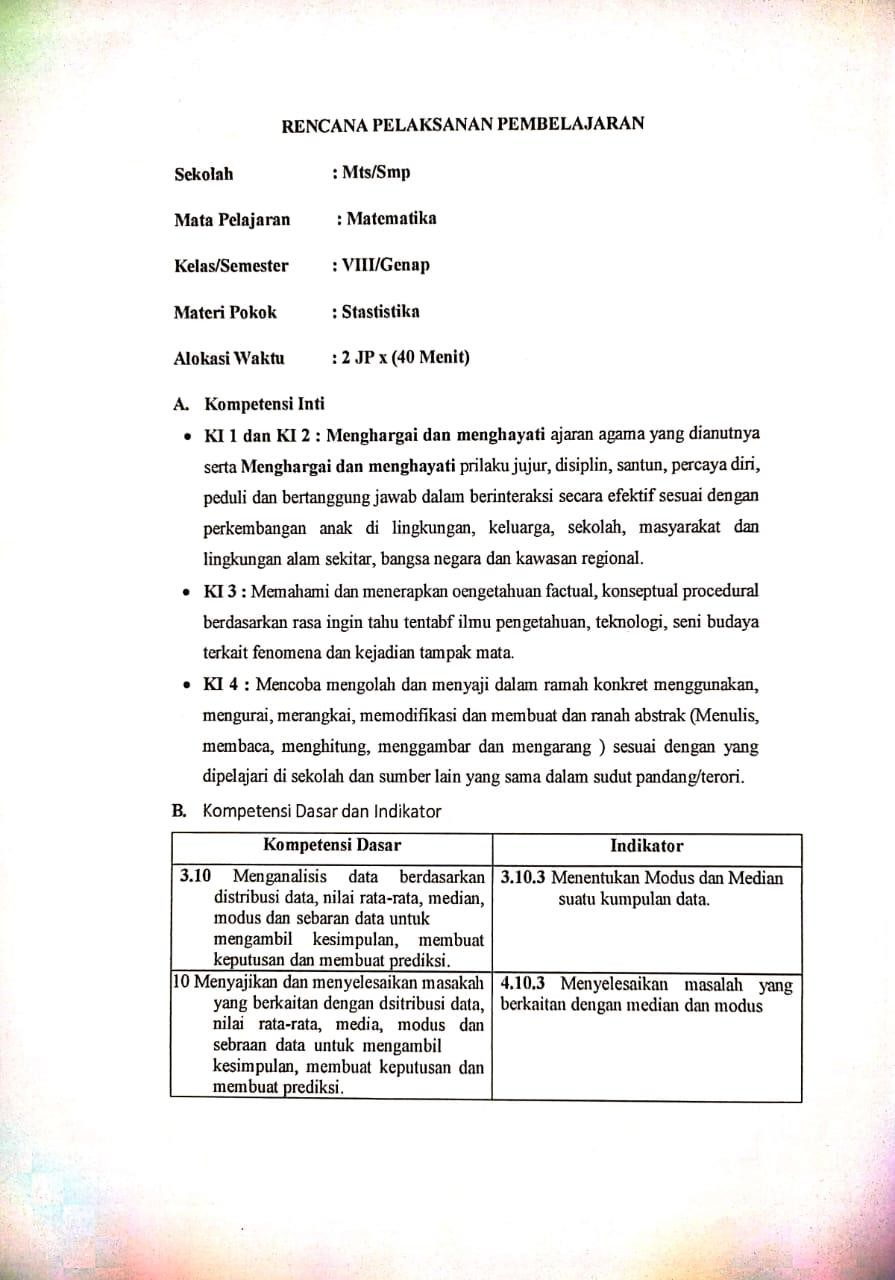 RENCANA PELAKSANAN PEMBELAJARAN
Sekolah : Mts/Smp
Mata Pelajaran : Matematika
Kelas/Semester : VIII/Genap
Materi Pokok : Stastistika
Alokasi Waktu : 2 JP x (40 Menit)
A. Kompetensi Inti
• KI 1 dan KI 2 : Menghargai dan menghayati ajaran agama yang dianutnya
serta Menghargai dan menghayati prilaku jujur, disiplin, santun, percaya diri,
peduli dan bertanggung jawab dalam berinteraksi secara efektif sesuai dengan
perkembangan anak di lingkungan, keluarga, sekolah, masyarakat dan
lingkungan alam sekitar, bangsa negara dan kawasan regional.
• KI 3 : Memahami dan menerapkan oengetahuan factual, konseptual procedural
berdasarkan rasa ingin tahu tentabf ilmu pengetahuan, teknologi, seni budaya
terkait fenomena dan kejadian tampak mata.
• KI 4 : Mencoba mengolah dan menyaji dalam ramah konkret menggunakan,
mengurai, merangkai, memodifikasi dan membuat dan ranah abstrak (Menulis,
membaca, menghitung, menggambar dan mengarang ) sesuai dengan yang
dipelajari di sekolah dan sumber lain yang sama dalam sudut pandang/terori.
B. Kompetensi Dasar dan Indikator
Kompetensi Dasar
Indikator
3.10 Menganalisis data berdasarkan
distribusi data, nilai rata-rata, median,
modus dan sebaran data untuk
mengambil kesimpulan, membuat
keputusan dan membuat prediksi.
3.10.3 Menentukan Modus dan Median
suatu kumpulan data.
10 Menyajikan dan menyelesaikan masakah
yang berkaitan dengan dsitribusi data,
nilai rata-rata, media, modus dan
sebraan data untuk mengambil
kesimpulan, membuat keputusan dan
membuat prediksi.
4.10.3 Menyelesaikan masalah yang
berkaitan dengan median dan modus